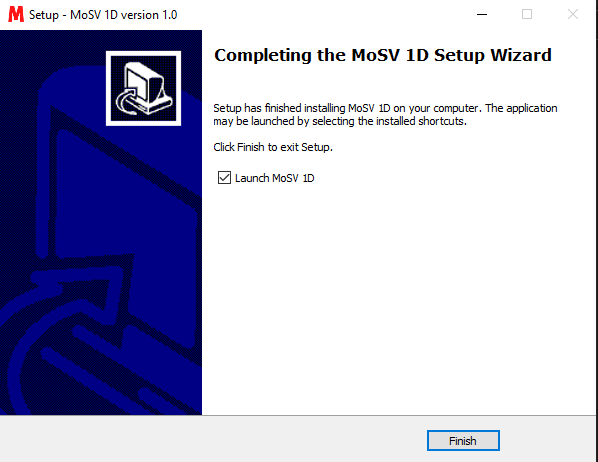 M Setup - MoSV 1D version 1.0
Completing the MoSV 1D Setup Wizard
Setup has finished installing MoSV 1D on your computer. The application
may be launched by selecting the installed shortcuts.
Click Finish to exit Setup.
Launch MoSV 1D
Finish